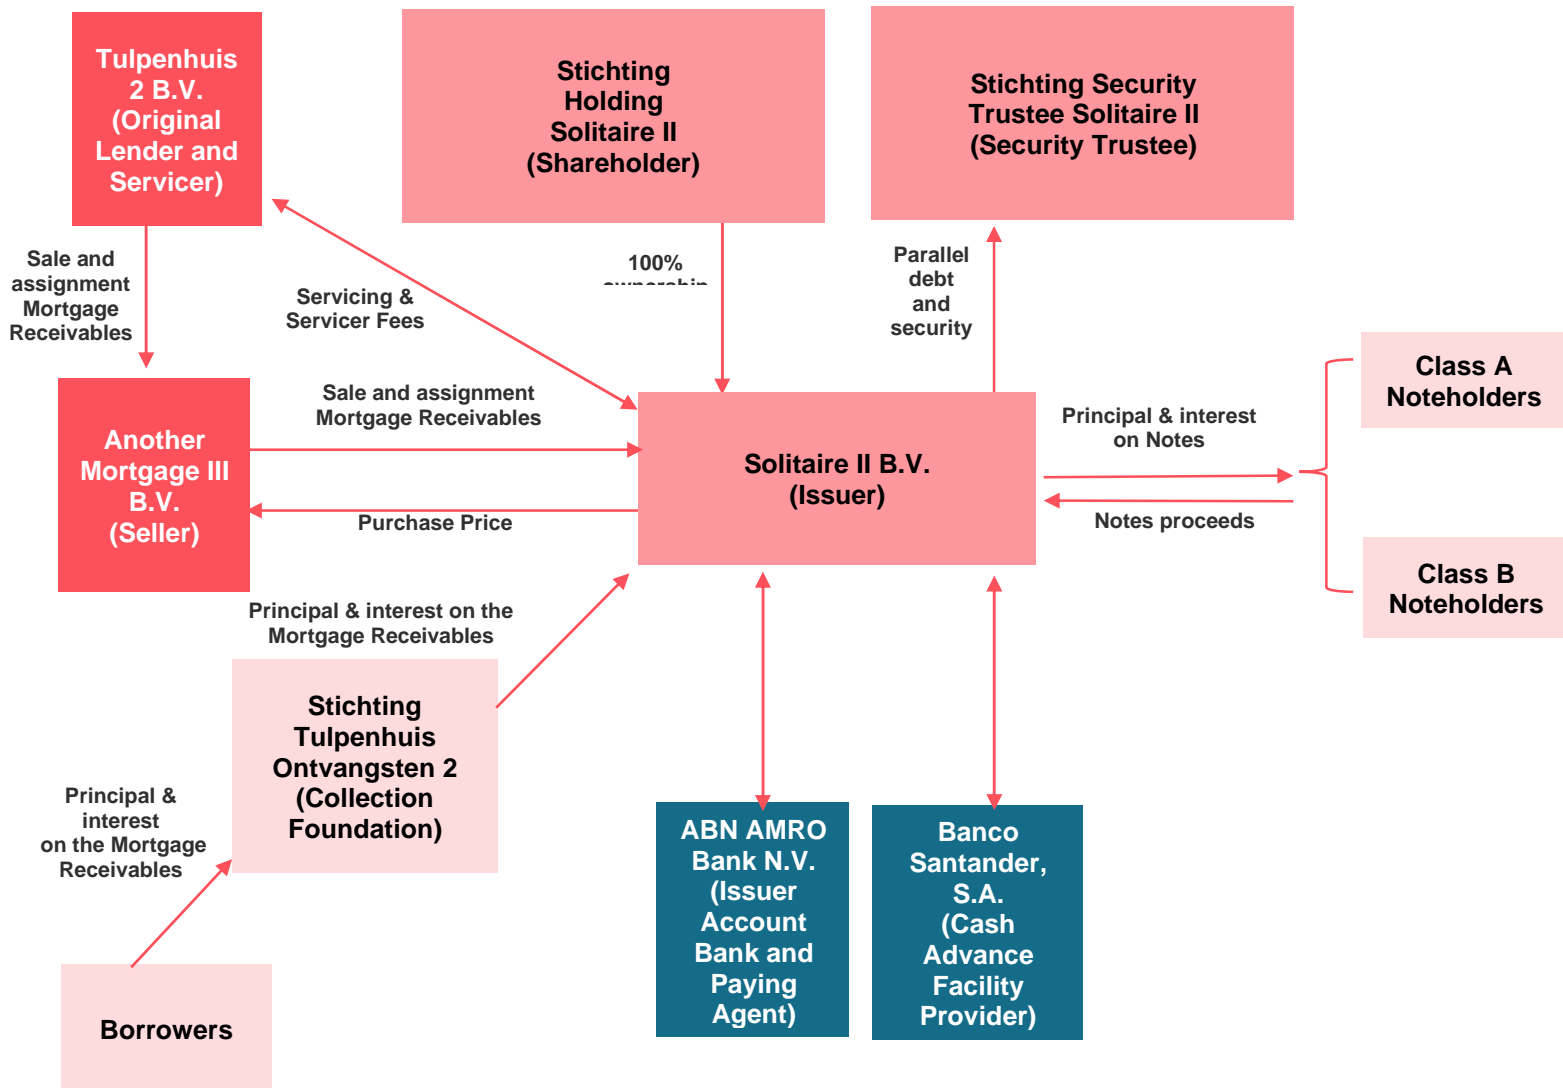 Tulpenhuis
2 B.V.
(Original
Lender and
Servicer)
Stichting
Holding
Solitaire II
(Shareholder)
Stichting Security
Trustee Solitaire II
(Security Trustee)
Sale and
assignment
Mortgage
Receivables
Servicing &
Servicer Fees
100%
ownership
Parallel
debt
and
security
Another
Mortgage III
B.V.
(Seller)
Sale and assignment
Mortgage Receivables
Purchase Price
Solitaire II B.V.
(Issuer)
Principal & interest
on Notes
Notes proceeds
Class A
Noteholders
Class B
Noteholders
Principal & interest on the
Mortgage Receivables
Stichting
Tulpenhuis
Ontvangsten 2
(Collection
Foundation)
Principal &
interest
on the Mortgage
Receivables
Borrowers
ABN AMRO
Bank N.V.
(Issuer
Account
Bank and
Paying
Agent)
Banco
Santander,
S.A.
(Cash
Advance
Facility
Provider)